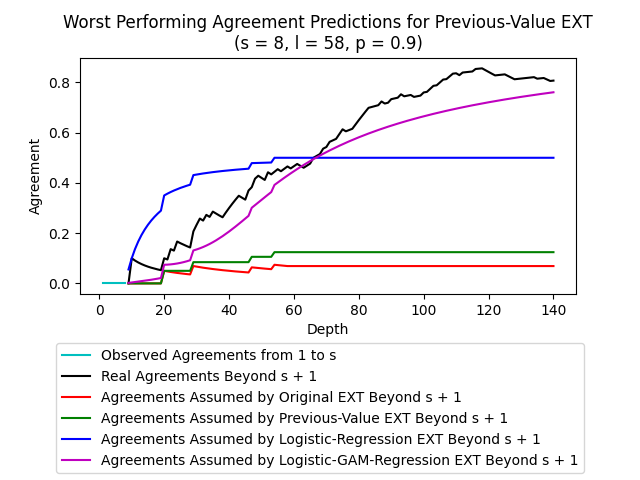 Worst Performing Agreement Predictions for Previous-Value EXT
(s = 8, l = 58, p = 0.9)
Agreement
0.8
0.6
0.4
0.2
0.0
0 20 40 60 80 100 120 140
Depth
Observed Agreements from 1 to s
Real Agreements Beyond s + 1
Agreements Assumed by Original EXT Beyond s + 1
Agreements Assumed by Previous-Value EXT Beyond s + 1
Agreements Assumed by Logistic-Regression EXT Beyond s + 1
Agreements Assumed by Logistic-GAM-Regression EXT Beyond s + 1